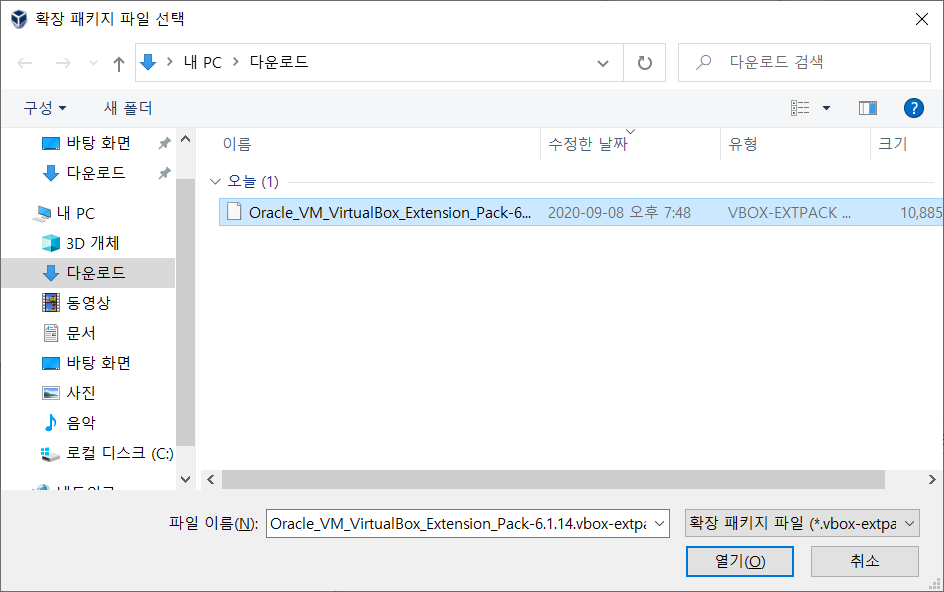 확장 패키지 파일 선택
내 PC 다운로드
다운로드 검색
구성 새 폴더
바탕 화면
다운로드
내 PC
3D 개체
다운로드
동영상
문서
바탕 화면
사진
음악
로컬 디스크 (C:)
이름 수정한 날짜 유형 크기
오늘 (1)
Oracle_VM_VirtualBox_Extension_Pack-6... 2020-09-08 오후 7:48 VBOX-EXTPACK ... 10,885
파일 이름(N): Oracle_VM_VirtualBox_Extension_Pack-6.1.14.vbox-extpa 확장 패키지 파일 (*.vbox-extpa
열기(O) 취소